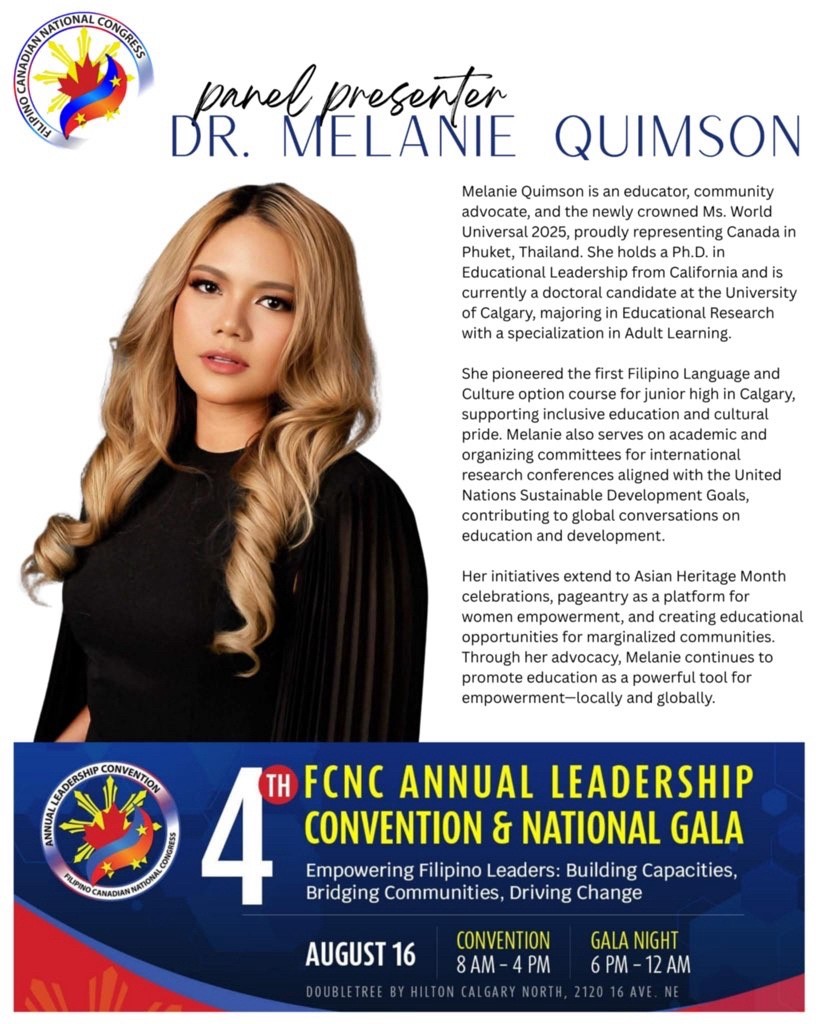 FILIPINO CANADIAN NATIONAL CONGRESS
panel presenter
DR. MELANIE QUIMSON
Melanie Quimson is an educator, community
advocate, and the newly crowned Ms. World
Universal 2025, proudly representing Canada in
Phuket, Thailand. She holds a Ph.D. in
Educational Leadership from California and is
currently a doctoral candidate at the University
of Calgary, majoring in Educational Research
with a specialization in Adult Learning.
She pioneered the first Filipino Language and
Culture option course for junior high in Calgary,
supporting inclusive education and cultural
pride. Melanie also serves on academic and
organizing committees for international
research conferences aligned with the United
Nations Sustainable Development Goals,
contributing to global conversations on
education and development.
Her initiatives extend to Asian Heritage Month
celebrations, pageantry as a platform for
women empowerment, and creating educational
opportunities for marginalized communities.
Through her advocacy, Melanie continues to
promote education as a powerful tool for
empowerment—locally and globally.
ANNUAL LEADERSHIP CONVENTION
FILIPINO CANADIAN NATIONAL CONGRESS
4TH FCNC ANNUAL LEADERSHIP
CONVENTION & NATIONAL GALA
Empowering Filipino Leaders: Building Capacities,
Bridging Communities, Driving Change
AUGUST 16
CONVENTION
8 AM – 4 PM
GALA NIGHT
6 PM – 12 AM
DOUBLETREE BY HILTON CALGARY NORTH, 2120 16 AVE. NE